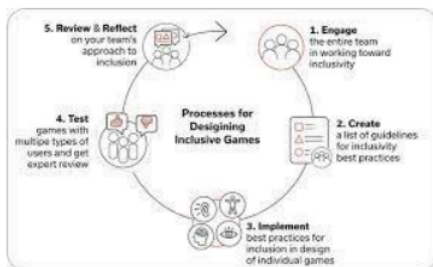 5. Review & Reflect
on your team's
approach to
inclusion
1. Engage
the entire team
in working toward
inclusivity
4. Test
games with
multipe types of
users and get
expert review
Processes for
Desigining
Inclusive Games
2. Create
a list of guidelines
for inclusivity
best practices
3. Implement
best practices for
inclusion in design
of individual games